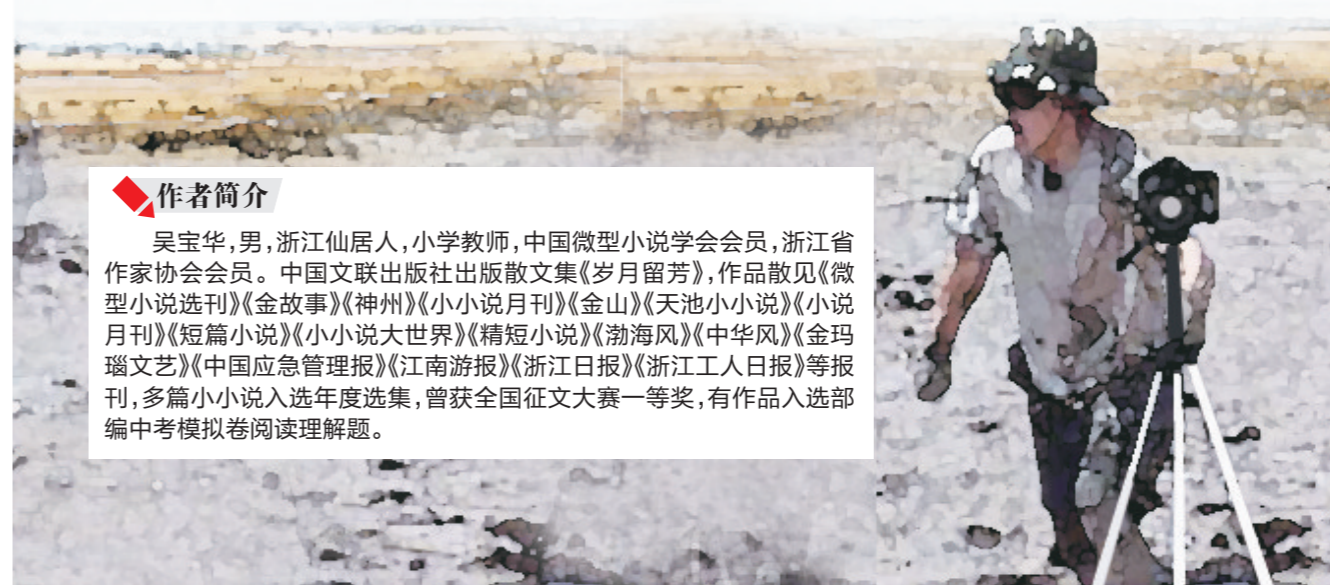 作者简介
吴宝华,男,浙江仙居人,小学教师,中国微型小说学会会员,浙江省
作家协会会员。中国文联出版社出版散文集《岁月留芳》,作品散见《微
型小说选刊》《金故事》《神州》《小小说月刊》《金山》《天池小小说》《小说
月刊》《短篇小说》《小小说大世界》《精短小说》《渤海风》《中华风》《金玛
瑙文艺》《中国应急管理报》《江南游报》《浙江日报》《浙江工人日报》等报
刊,多篇小小说入选年度选集,曾获全国征文大赛一等奖,有作品入选部
编中考模拟卷阅读理解题。